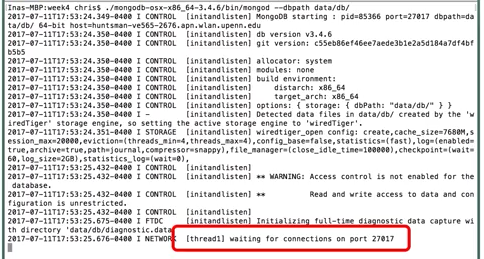 Inas-MBP:week4 chris$ ./mongodb-osx-x86_64-3.4.6/bin/mongod --dbpath data/db/
2017-07-11T17:53:24.349-0400 I CONTROL  [initandlisten] MongoDB starting : pid=85366 port=27017 dbpath=da
ta/db/ 64-bit host=huntsman-ve565-2676.apn.wlan.upenn.edu
2017-07-11T17:53:24.350-0400 I CONTROL  [initandlisten] db version v3.4.6
2017-07-11T17:53:24.350-0400 I CONTROL  [initandlisten] git version: c55eb86ef46ee7aede3b1e2a5d184a7df4bf
b5b5
2017-07-11T17:53:24.350-0400 I CONTROL  [initandlisten] allocator: system
2017-07-11T17:53:24.350-0400 I CONTROL  [initandlisten] modules: none
2017-07-11T17:53:24.350-0400 I CONTROL  [initandlisten] build environment:
2017-07-11T17:53:24.350-0400 I CONTROL  [initandlisten]     distarch: x86_64
2017-07-11T17:53:24.350-0400 I CONTROL  [initandlisten]     target_arch: x86_64
2017-07-11T17:53:24.350-0400 I CONTROL  [initandlisten] options: { storage: { dbPath: "data/db/" } }
2017-07-11T17:53:24.350-0400 I -        [initandlisten] Detected data files in data/db/ created by the 'w
iredTiger' storage engine, so setting the active storage engine to 'wiredTiger'.
2017-07-11T17:53:24.351-0400 I STORAGE  [initandlisten] wiredtiger_open config: create,cache_size=7680M,s
ession_max=20000,eviction=(threads_min=4,threads_max=4),config_base=false,statistics=(fast),log=(enabled=
true,archive=true,path=journal,compressor=snappy),file_manager=(close_idle_time=100000),checkpoint=(wait=
60,log_size=2GB),statistics_log=(wait=0),
2017-07-11T17:53:25.432-0400 I CONTROL  [initandlisten]
2017-07-11T17:53:25.432-0400 I CONTROL  [initandlisten] ** WARNING: Access control is not enabled for the
 database.
2017-07-11T17:53:25.432-0400 I CONTROL  [initandlisten] **          Read and write access to data and con
figuration is unrestricted.
2017-07-11T17:53:25.432-0400 I CONTROL  [initandlisten]
2017-07-11T17:53:25.675-0400 I FTDC     [initandlisten] Initializing full-time diagnostic data capture wi
th directory 'data/db/diagnostic.data
2017-07-11T17:53:25.676-0400 I NETWORK  [thread1] waiting for connections on port 27017